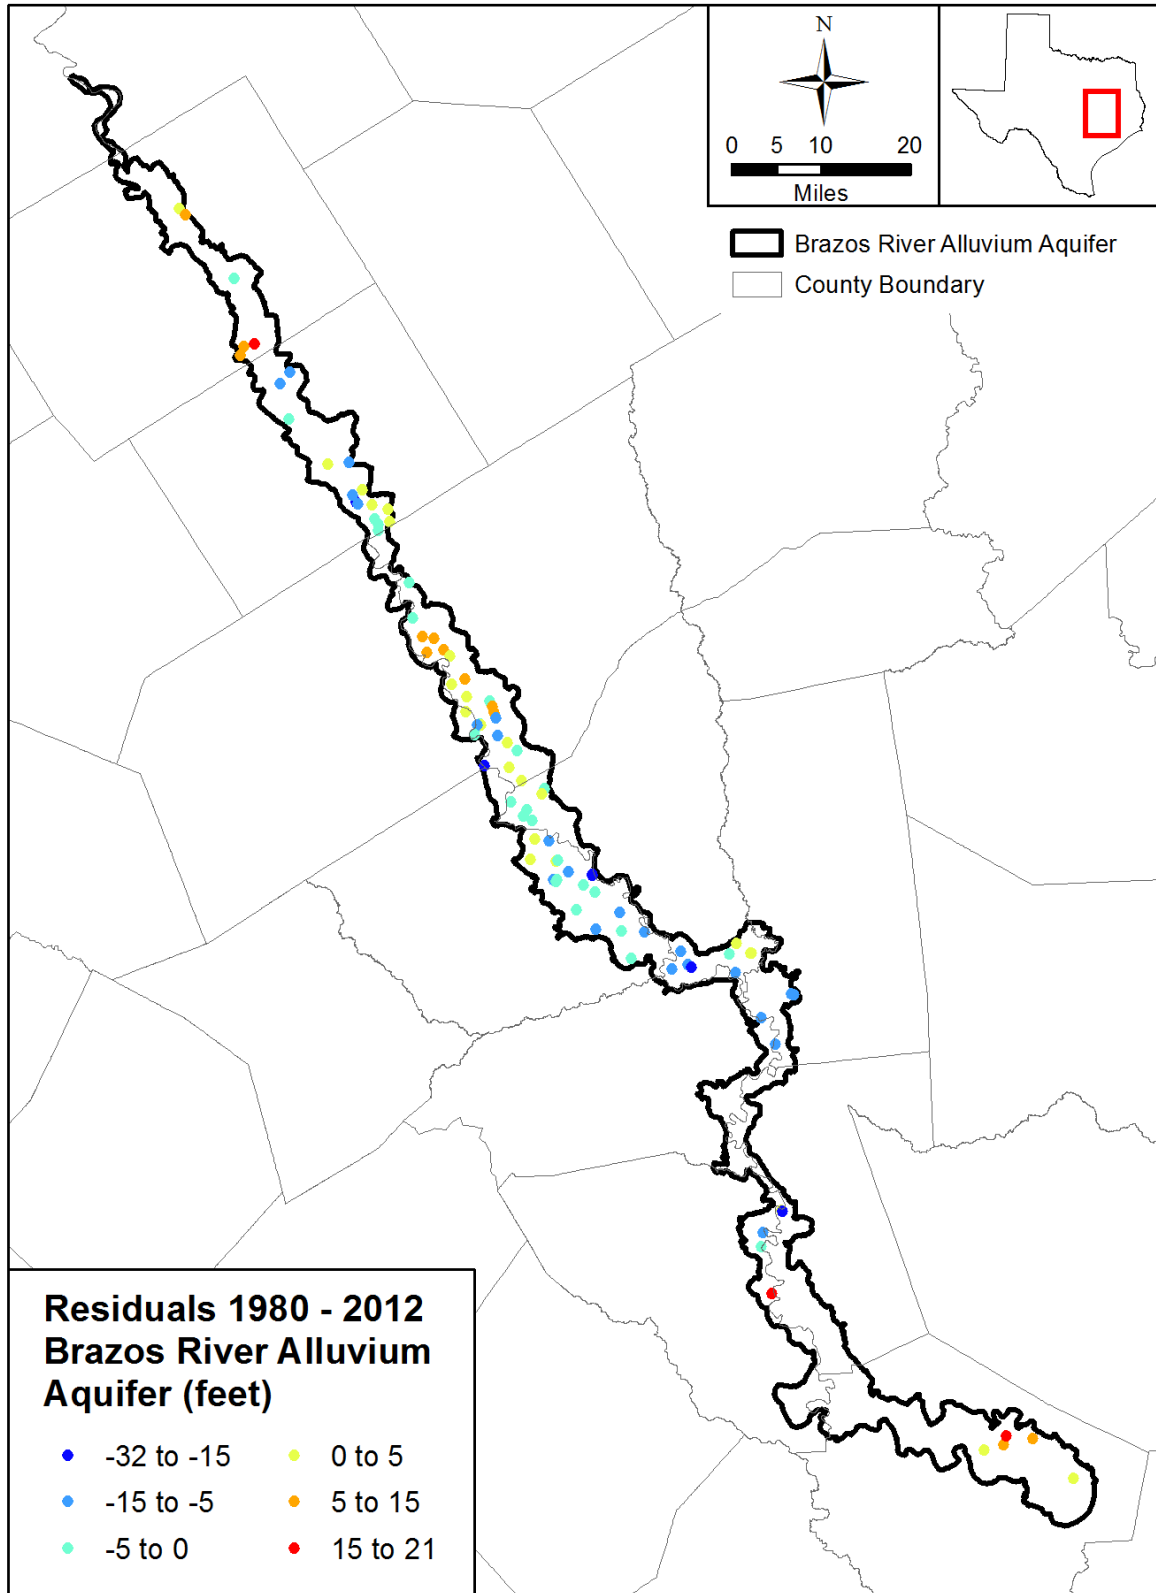 N
0 5 10 20
Miles
Brazos River Alluvium Aquifer
County Boundary
Residuals 1980 - 2012
Brazos River Alluvium
Aquifer (feet)
-32 to -15 0 to 5
-15 to -5 5 to 15
-5 to 0 15 to 21